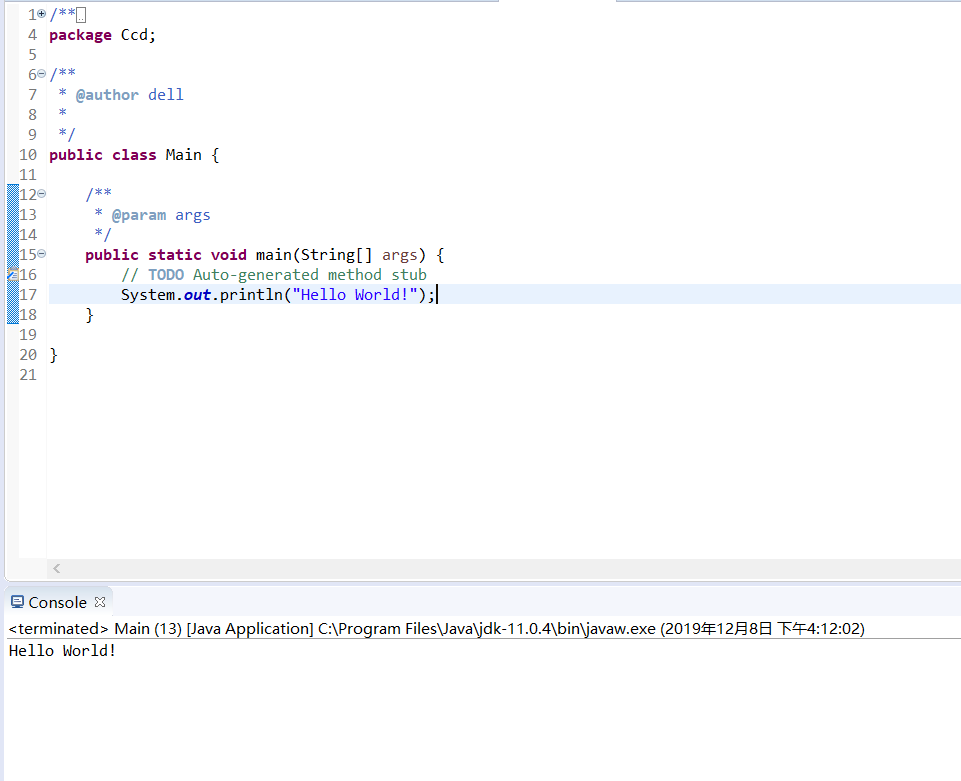 1 /**
4 package Ccd;
5
6 /**
7  * @author dell
8  *
9  */
10 public class Main {
11
12     /**
13      * @param args
14      */
15     public static void main(String[] args) {
16         // TODO Auto-generated method stub
17         System.out.println("Hello World!");
18     }
19
20 }
21
Console
<terminated> Main (13) [Java Application] C:\Program Files\Java\jdk-11.0.4\bin\javaw.exe (2019年12月8日 下午4:12:02)
Hello World!